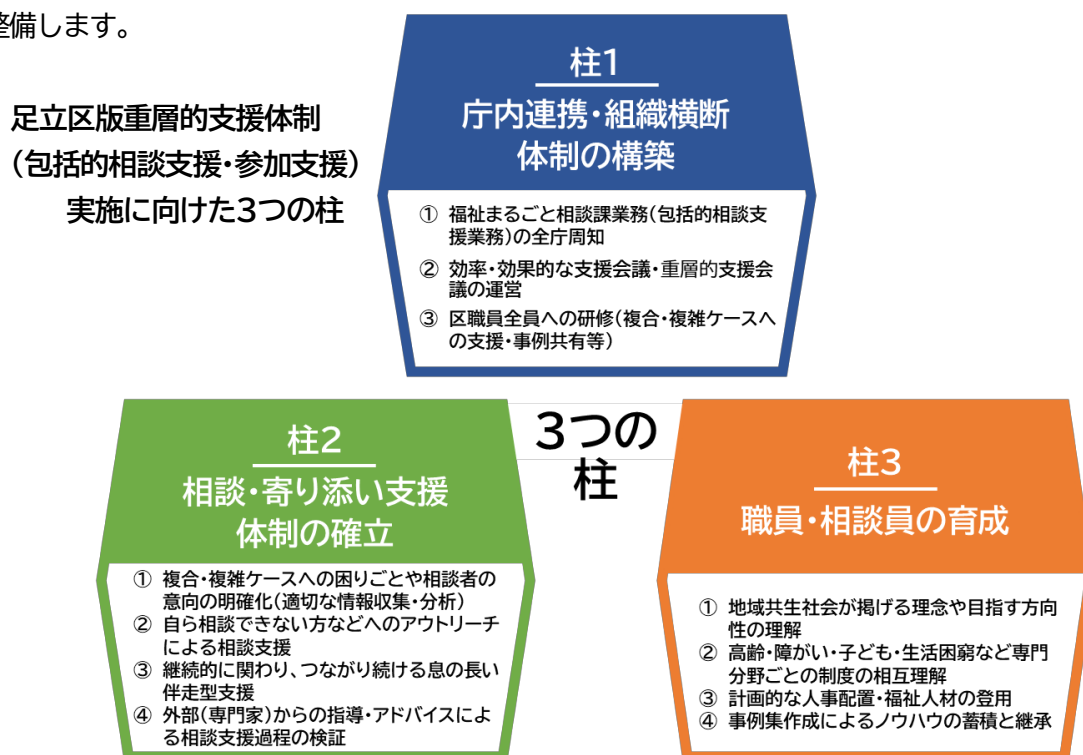 整備します。
足立区版重層的支援体制
（包括的相談支援・参加支援）
実施に向けた3つの柱
柱1
庁内連携・組織横断
体制の構築
① 福祉まるごと相談課業務（包括的相談支
援業務）の全庁周知
② 効率・効果的な支援会議・重層的支援会
議の運営
③ 区職員全員への研修（複合・複雑ケースへ
の支援・事例共有等）
3つの
柱
柱2
相談・寄り添い支援
体制の確立
① 複合・複雑ケースへの困りごとや相談者の
意向の明確化（適切な情報収集・分析）
② 自ら相談できない方などへのアウトリーチ
による相談支援
③ 継続的に関わり、つながり続ける息の長い
伴走型支援
④ 外部（専門家）からの指導・アドバイスによ
る相談支援過程の検証
柱3
職員・相談員の育成
① 地域共生社会が掲げる理念や目指す方向
性の理解
② 高齢・障がい・子ども・生活困窮など専門
分野ごとの制度の相互理解
③ 計画的な人事配置・福祉人材の登用
④ 事例集作成によるノウハウの蓄積と継承